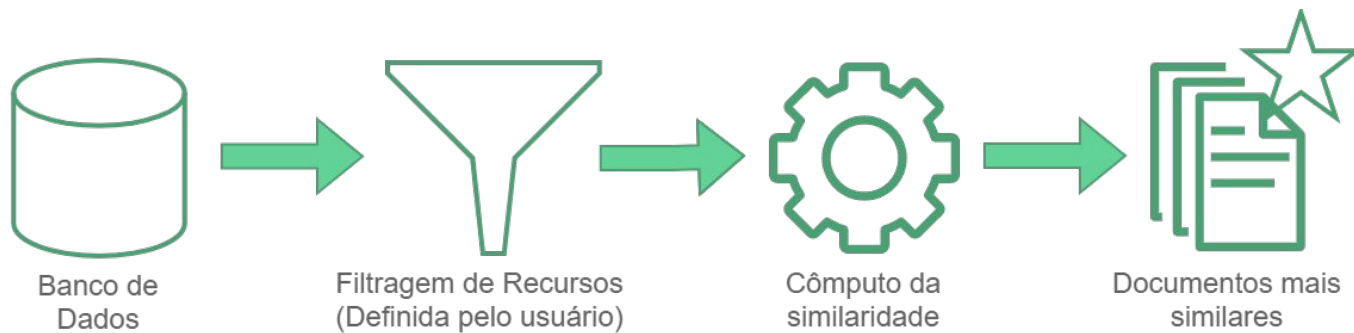 Banco de
Dados
Filtragem de Recursos
(Definida pelo usuário)
Cômputo da
similaridade
Documentos mais
similares